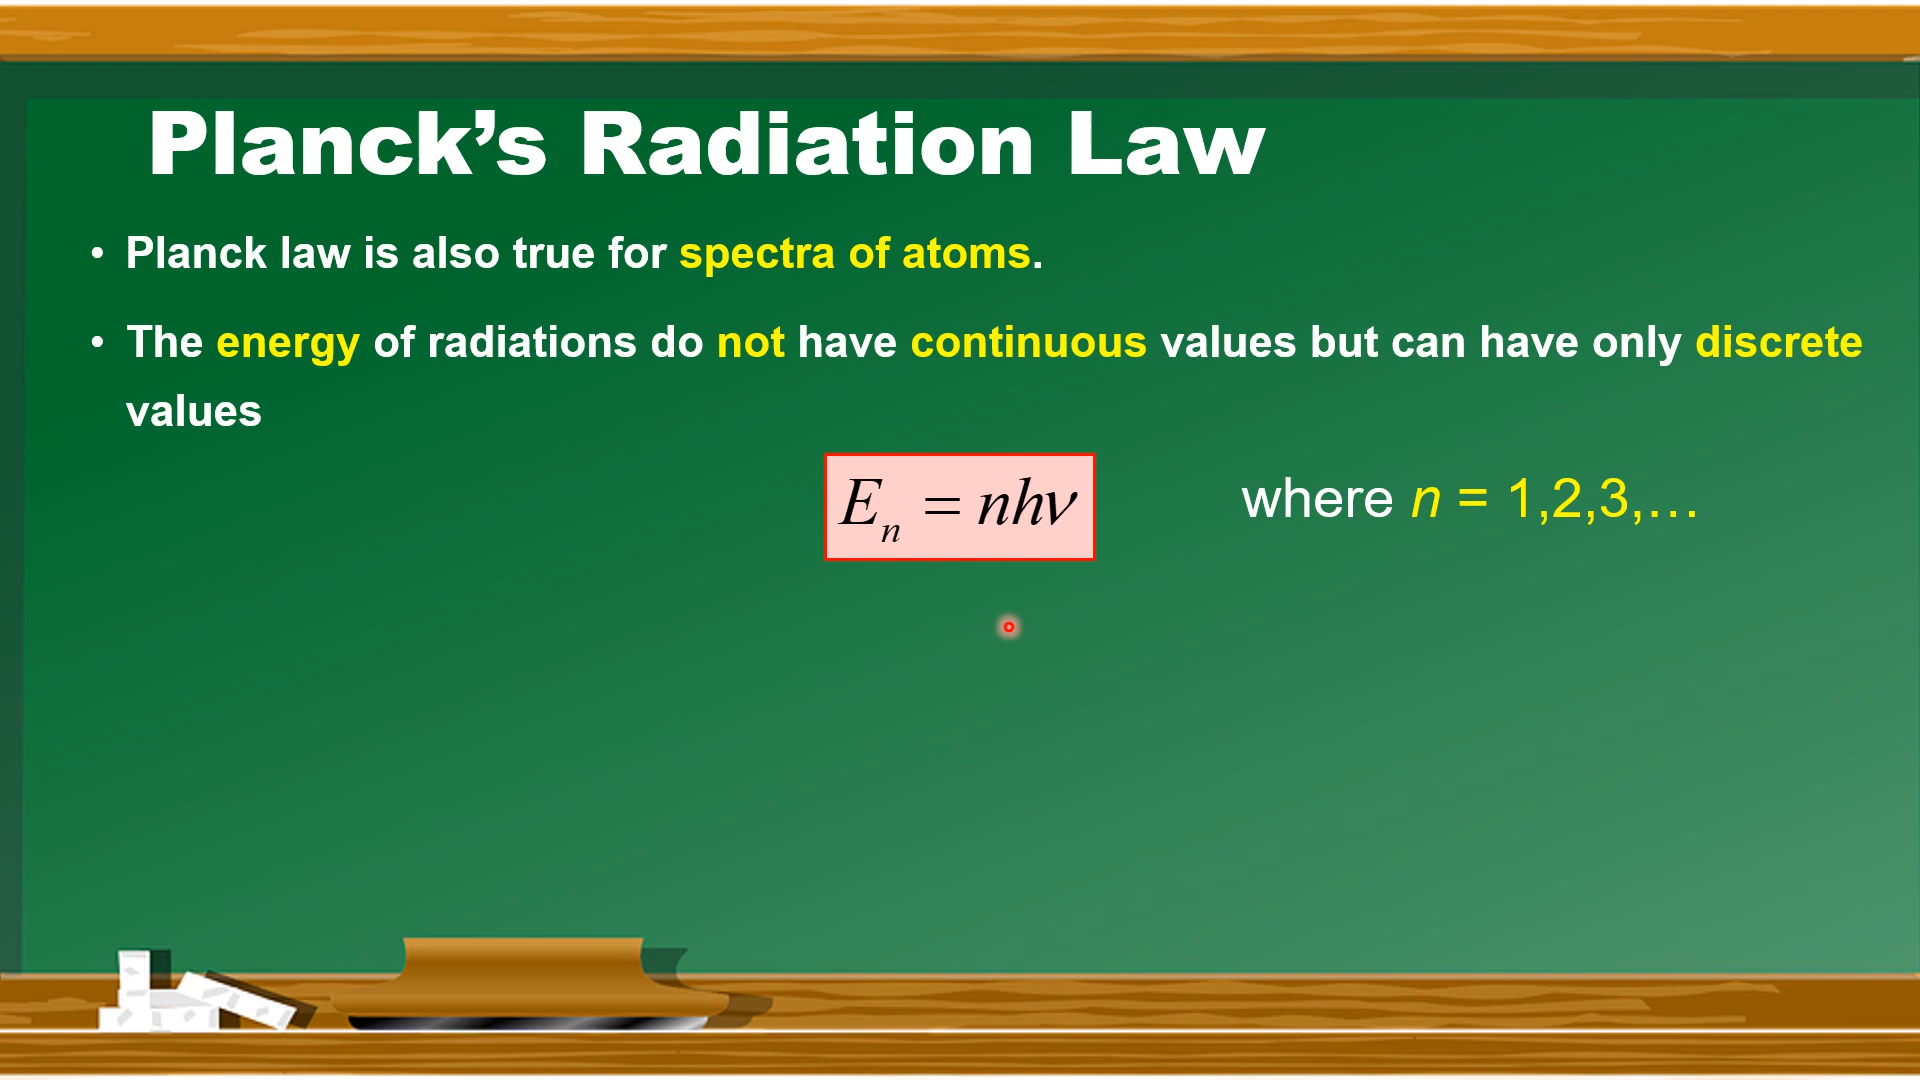 Planck’s Radiation Law
• Planck law is also true for spectra of atoms.
• The energy of radiations do not have continuous values but can have only discrete
values
Eₙ = nhν
where n = 1,2,3,…